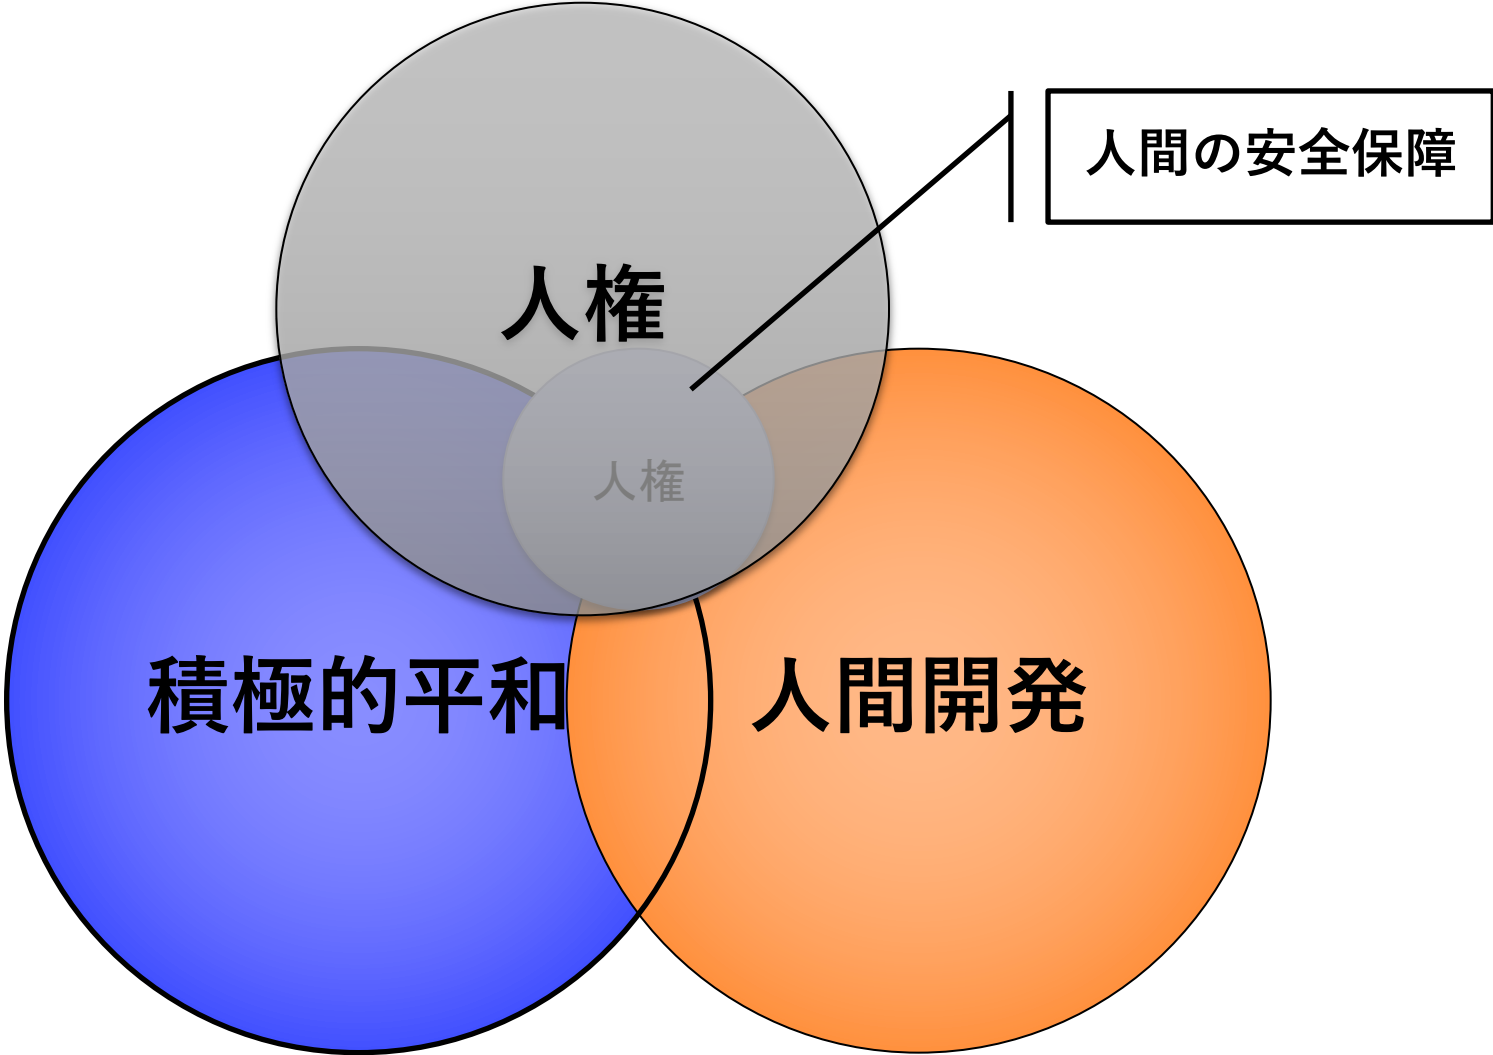 人間の安全保障
人権
人権
積極的平和
人間開発